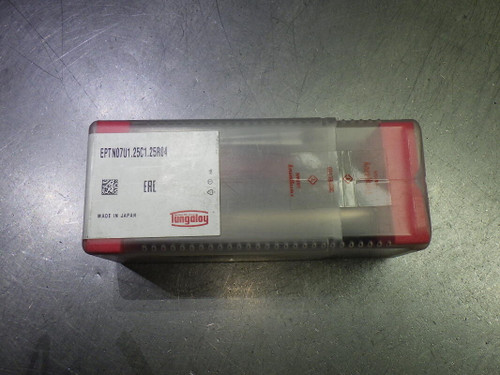 EPTN07U1.25C1.25R04
EAC
MADE IN JAPAN
Tungaloy